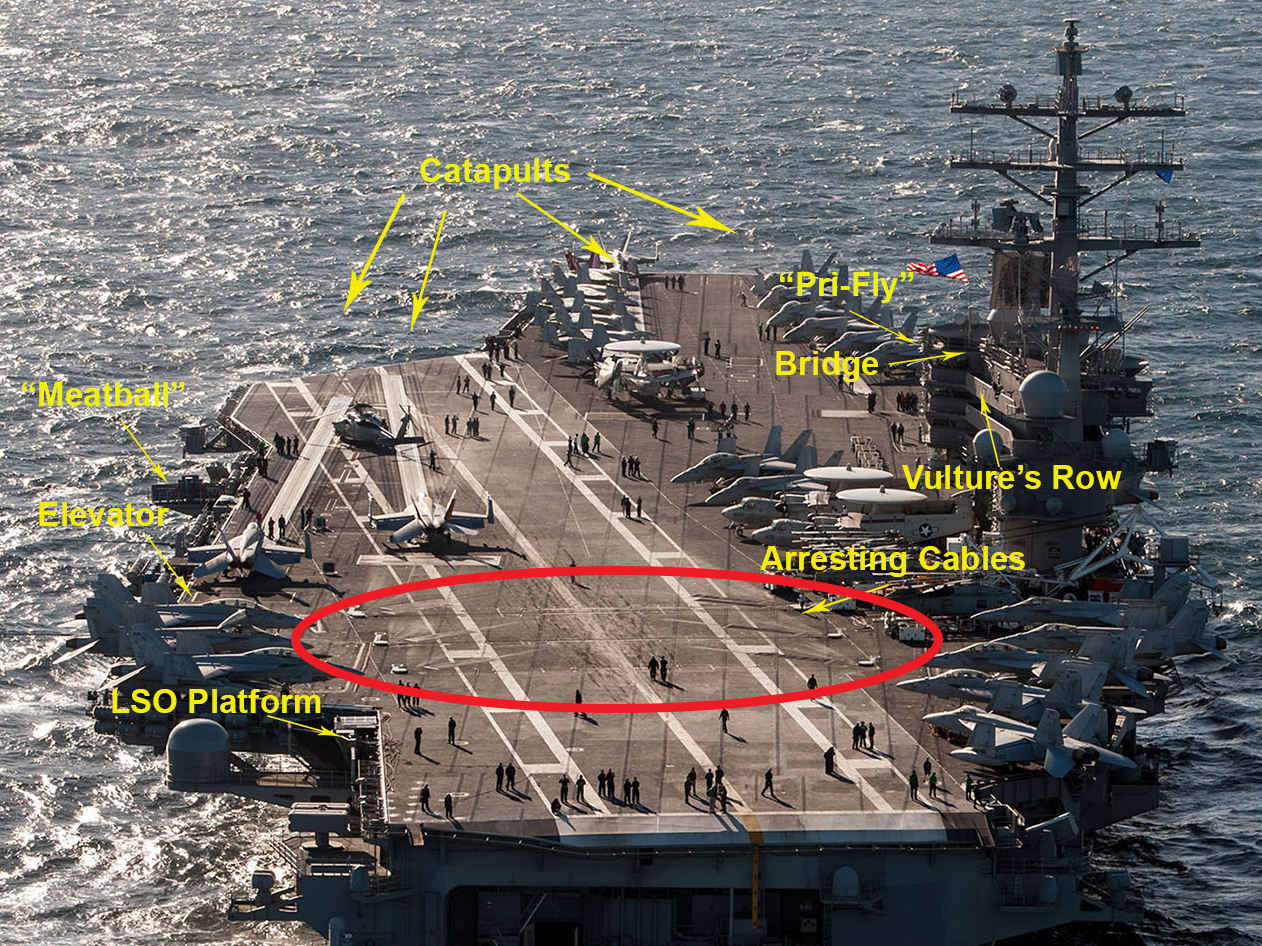 Catapults
“Pri-Fly”
Bridge
“Meatball”
Vulture’s Row
Elevator
Arresting Cables
LSO Platform